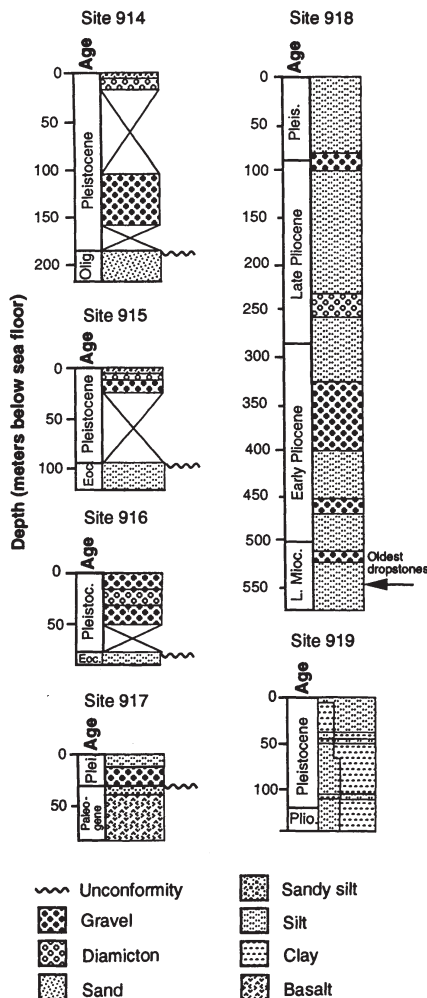 Depth (meters below sea floor)
Site 914
Age
0
50
100
150
200
Pleistocene
Olig.
Site 915
Age
0
50
100
Pleistocene
Eoc.
Site 916
Age
0
50
Pleistoc.
Eoc.
Site 917
Age
0
50
Plei.
Paleo-
gene
Site 918
Age
0
50
100
150
200
250
300
350
400
450
500
550
Pleis.
Late Pliocene
Early Pliocene
L. Mioc.
Oldest
dropstones
Site 919
Age
0
50
100
Pleistocene
Plio.
Unconformity
Gravel
Diamicton
Sand
Sandy silt
Silt
Clay
Basalt